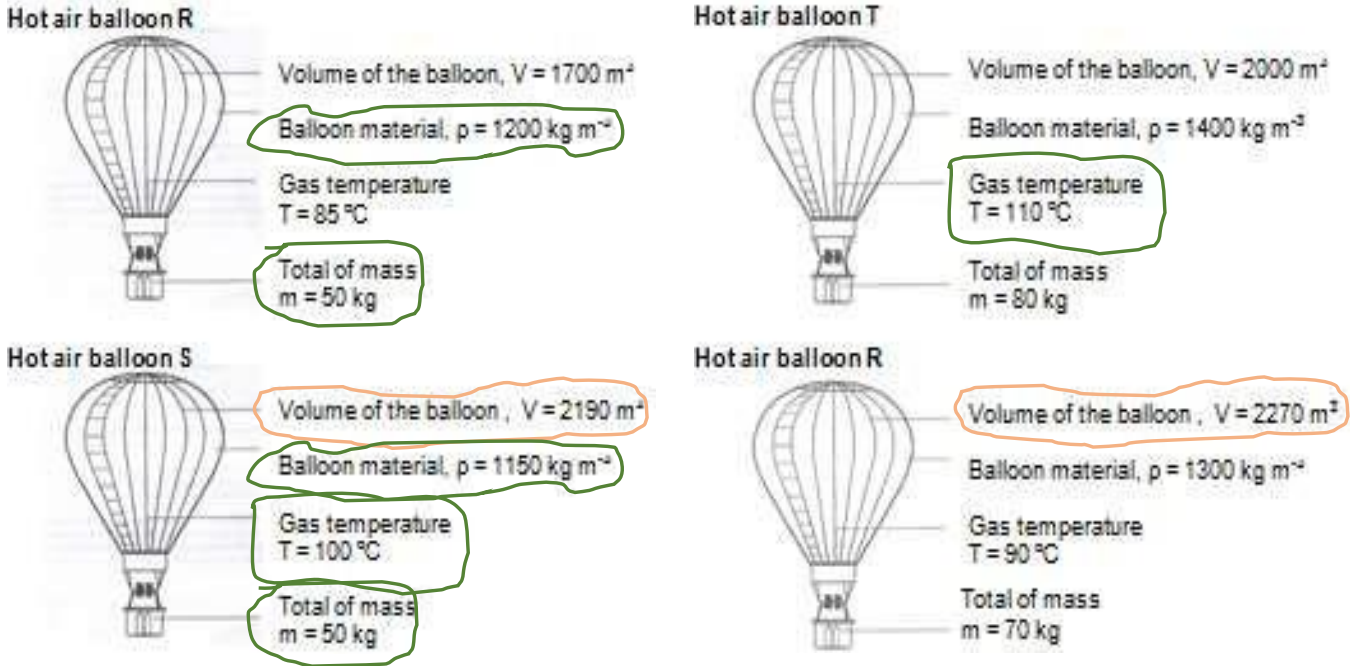 Hot air balloon R
Volume of the balloon, V = 1700 m³
Balloon material, ρ = 1200 kg m⁻³
Gas temperature
T = 85 °C
Total of mass
m = 50 kg
Hot air balloon T
Volume of the balloon, V = 2000 m³
Balloon material, ρ = 1400 kg m⁻³
Gas temperature
T = 110 °C
Total of mass
m = 80 kg
Hot air balloon S
Volume of the balloon , V = 2190 m³
Balloon material, ρ = 1150 kg m⁻³
Gas temperature
T = 100 °C
Total of mass
m = 50 kg
Hot air balloon R
Volume of the balloon , V = 2270 m³
Balloon material, ρ = 1300 kg m⁻³
Gas temperature
T = 90 °C
Total of mass
m = 70 kg